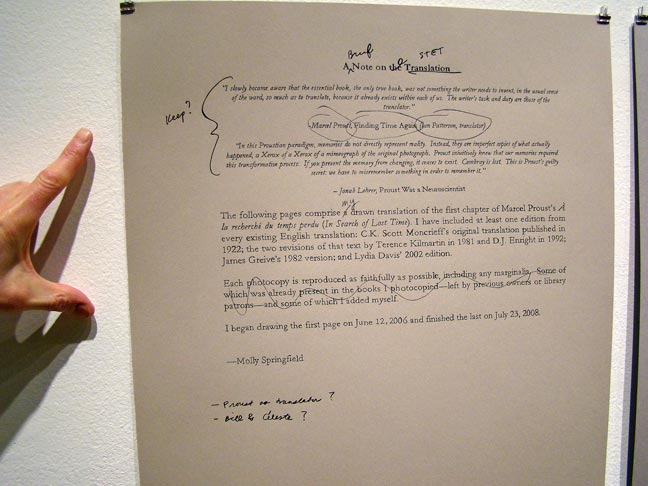 Brief STET
A Note on the Translation
"I slowly became aware that the essential book, the only true book, was not something the writer needs to invent, in the usual sense
of the word, so much as to translate, because it already exists within each of us. The writer's task and duty are those of the
translator."
Keep?
-Marcel Proust, Finding Time Again (Ian Patterson, translator)
"In this Proustian paradigm, memories do not directly represent reality. Instead, they are imperfect copies of what actually
happened, a Xerox of a Xerox of a mimeograph of the original photograph. Proust intuitively knew that our memories required
this transformation process. If you prevent the memory from changing, it ceases to exist. Combray is lost. This is Proust's guilty
secret: we have to misremember something in order to remember it."
– Jonah Lehrer, Proust Was a Neuroscientist
my
The following pages comprise a drawn translation of the first chapter of Marcel Proust's À
la recherché du temps perdu (In Search of Lost Time). I have included at least one edition from
every existing English translation: C.K. Scott Moncrieff's original translation published in
1922; the two revisions of that text by Terence Kilmartin in 1981 and D.J. Enright in 1992;
James Greive's 1982 version; and Lydia Davis' 2002 edition.
Each photocopy is reproduced as faithfully as possible, including any marginalia. Some of
which was already present in the books I photocopied—left by previous owners or library
patrons—and some of which I added myself.
I began drawing the first page on June 12, 2006 and finished the last on July 23, 2008.
—Molly Springfield
- Proust as translator?
- Bill & Céleste?